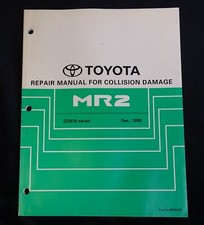 TOYOTA
REPAIR MANUAL FOR COLLISION DAMAGE
MR2
ZZW30 series
Dec., 1999